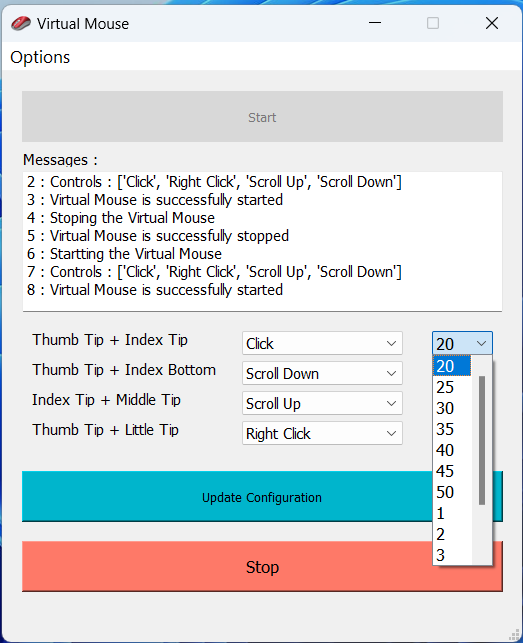 Virtual Mouse
Options
Start
Messages :
2 : Controls : ['Click', 'Right Click', 'Scroll Up', 'Scroll Down']
3 : Virtual Mouse is successfully started
4 : Stoping the Virtual Mouse
5 : Virtual Mouse is successfully stopped
6 : Startting the Virtual Mouse
7 : Controls : ['Click', 'Right Click', 'Scroll Up', 'Scroll Down']
8 : Virtual Mouse is successfully started
Thumb Tip + Index Tip Click 20
Thumb Tip + Index Bottom Scroll Down
Index Tip + Middle Tip Scroll Up
Thumb Tip + Little Tip Right Click
20
25
30
35
40
45
50
1
2
3
Update Configuration
Stop